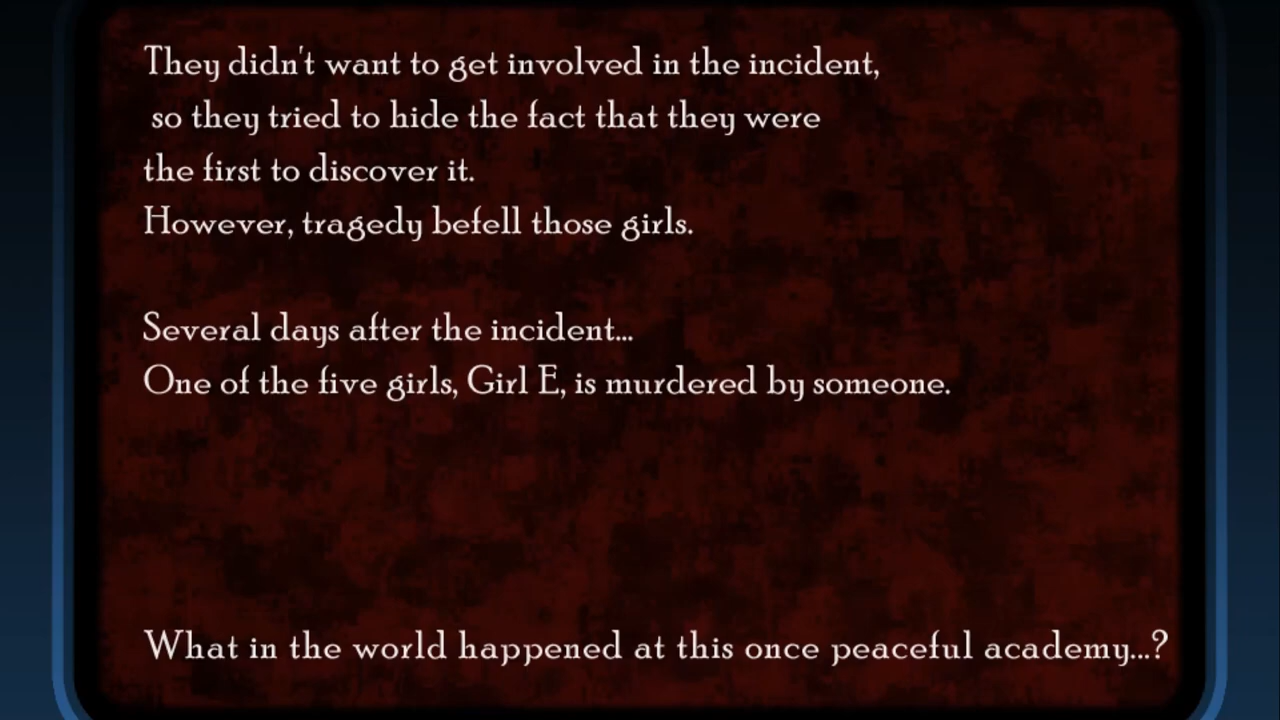 They didn't want to get involved in the incident,
so they tried to hide the fact that they were
the first to discover it.
However, tragedy befell those girls.
Several days after the incident...
One of the five girls, Girl E, is murdered by someone.
What in the world happened at this once peaceful academy...?